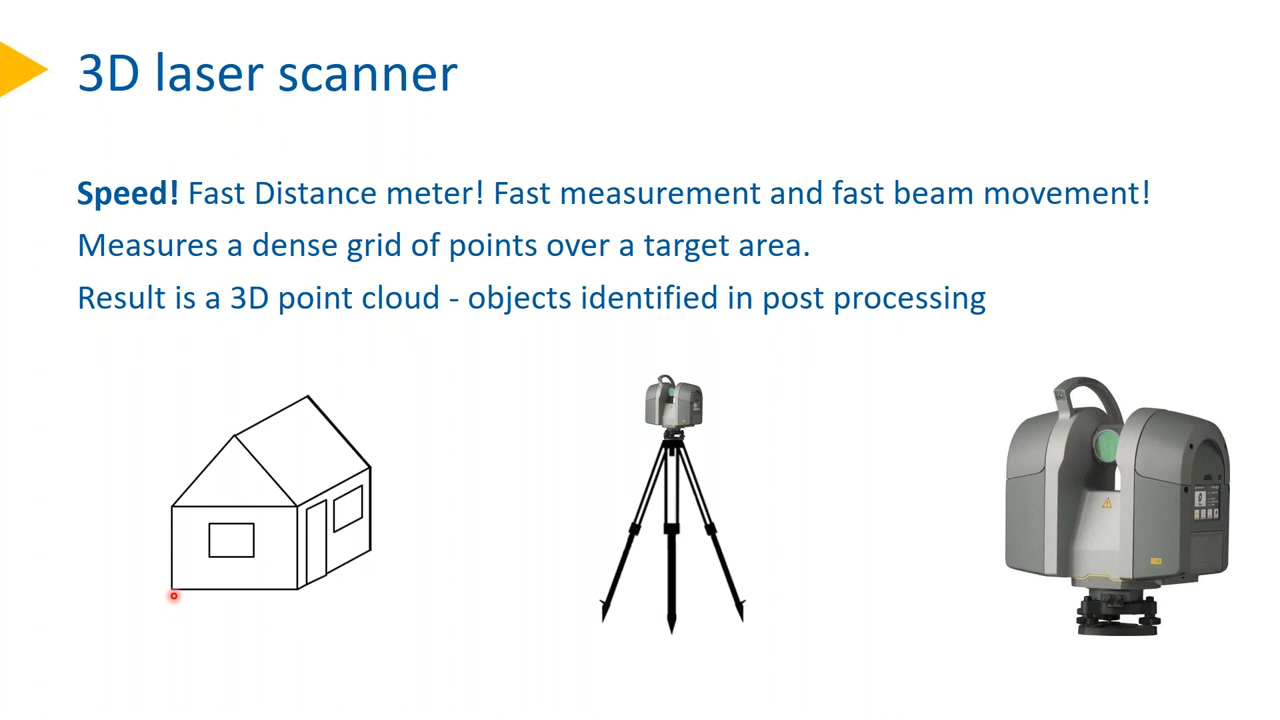 3D laser scanner
Speed! Fast Distance meter! Fast measurement and fast beam movement!
Measures a dense grid of points over a target area.
Result is a 3D point cloud - objects identified in post processing